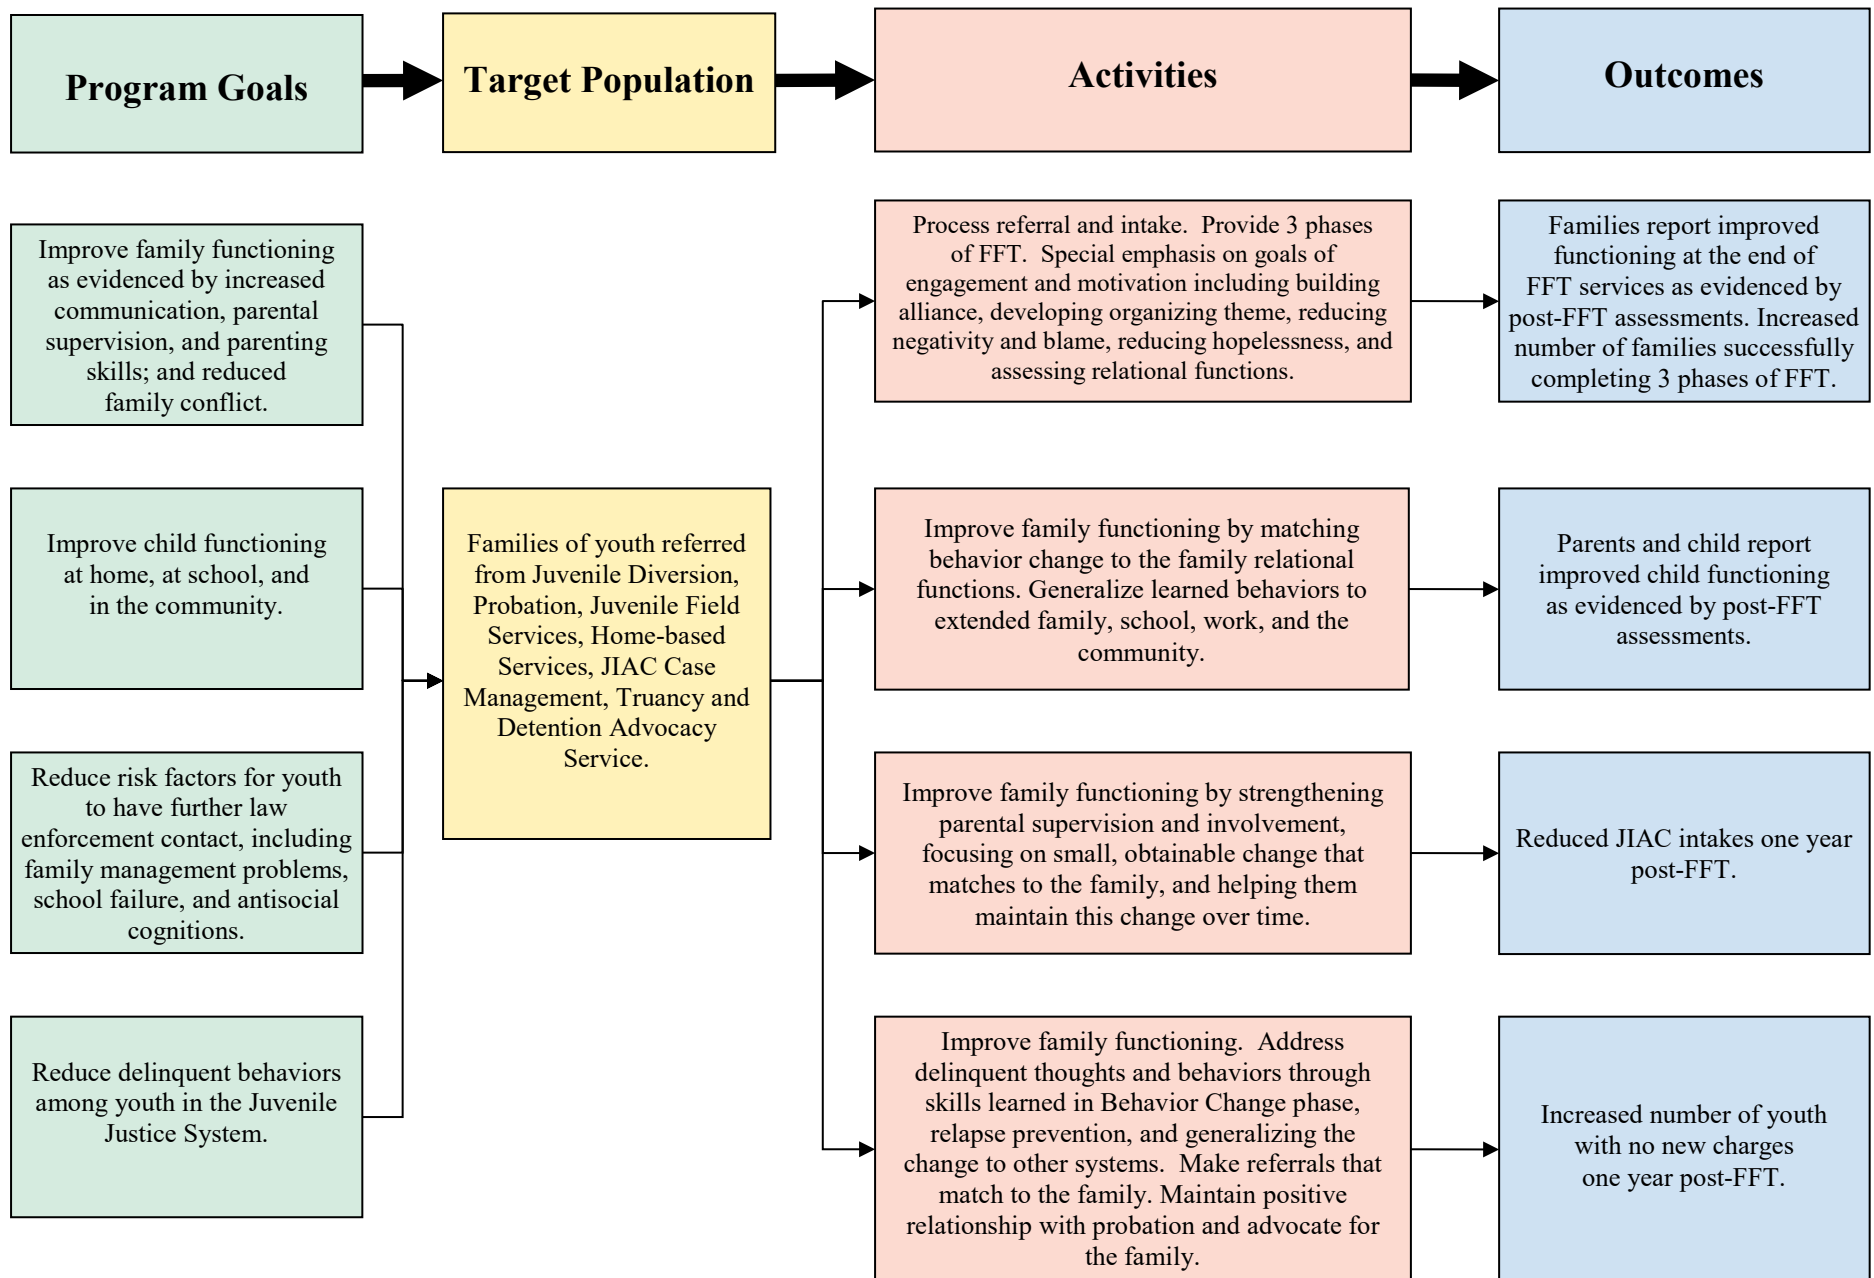 Program Goals
Target Population
Activities
Outcomes
Improve family functioning
as evidenced by increased
communication, parental
supervision, and parenting
skills; and reduced
family conflict.
Improve child functioning
at home, at school, and
in the community.
Reduce risk factors for youth
to have further law
enforcement contact, including
family management problems,
school failure, and antisocial
cognitions.
Reduce delinquent behaviors
among youth in the Juvenile
Justice System.
Families of youth referred
from Juvenile Diversion,
Probation, Juvenile Field
Services, Home-based
Services, JIAC Case
Management, Truancy and
Detention Advocacy
Service.
Process referral and intake.  Provide 3 phases
of FFT.  Special emphasis on goals of
engagement and motivation including building
alliance, developing organizing theme, reducing
negativity and blame, reducing hopelessness, and
assessing relational functions.
Improve family functioning by matching
behavior change to the family relational
functions. Generalize learned behaviors to
extended family, school, work, and the
community.
Improve family functioning by strengthening
parental supervision and involvement,
focusing on small, obtainable change that
matches to the family, and helping them
maintain this change over time.
Improve family functioning.  Address
delinquent thoughts and behaviors through
skills learned in Behavior Change phase,
relapse prevention, and generalizing the
change to other systems.  Make referrals that
match to the family. Maintain positive
relationship with probation and advocate for
the family.
Families report improved
functioning at the end of
FFT services as evidenced by
post-FFT assessments. Increased
number of families successfully
completing 3 phases of FFT.
Parents and child report
improved child functioning
as evidenced by post-FFT
assessments.
Reduced JIAC intakes one year
post-FFT.
Increased number of youth
with no new charges
one year post-FFT.